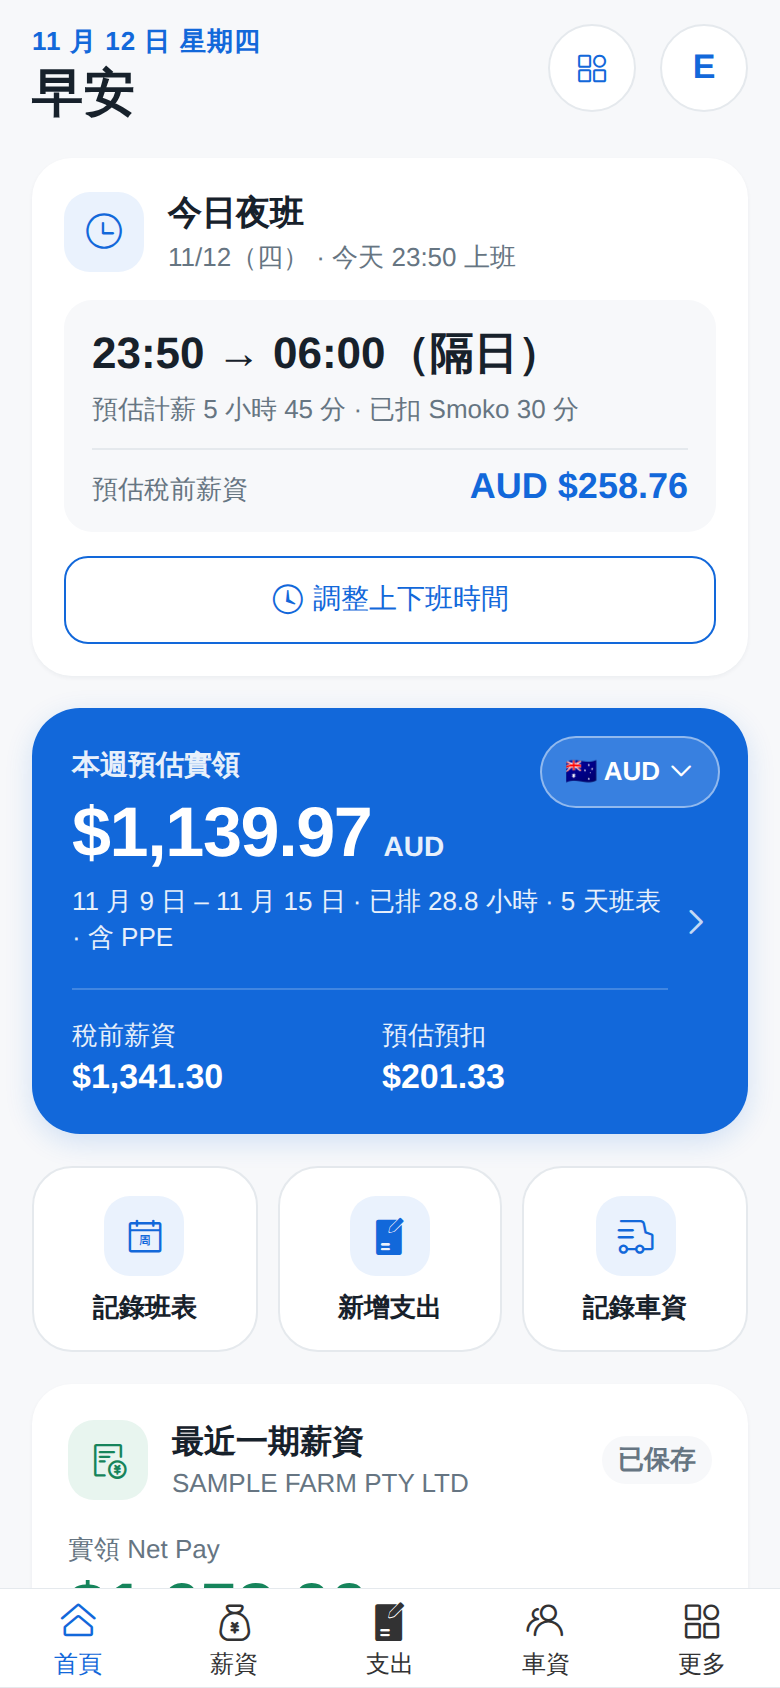 11 月 12 日 星期四
早安
E
今日夜班
11/12（四） · 今天 23:50 上班
23:50 → 06:00（隔日）
預估計薪 5 小時 45 分 · 已扣 Smoko 30 分
預估稅前薪資
AUD $258.76
調整上下班時間
本週預估實領
AUD
$1,139.97 AUD
11 月 9 日 – 11 月 15 日 · 已排 28.8 小時 · 5 天班表
· 含 PPE
稅前薪資
預估預扣
$1,341.30
$201.33
周
記錄班表
新增支出
記錄車資
¥
最近一期薪資
SAMPLE FARM PTY LTD
已保存
實領 Net Pay
¥
首頁
薪資
支出
車資
更多